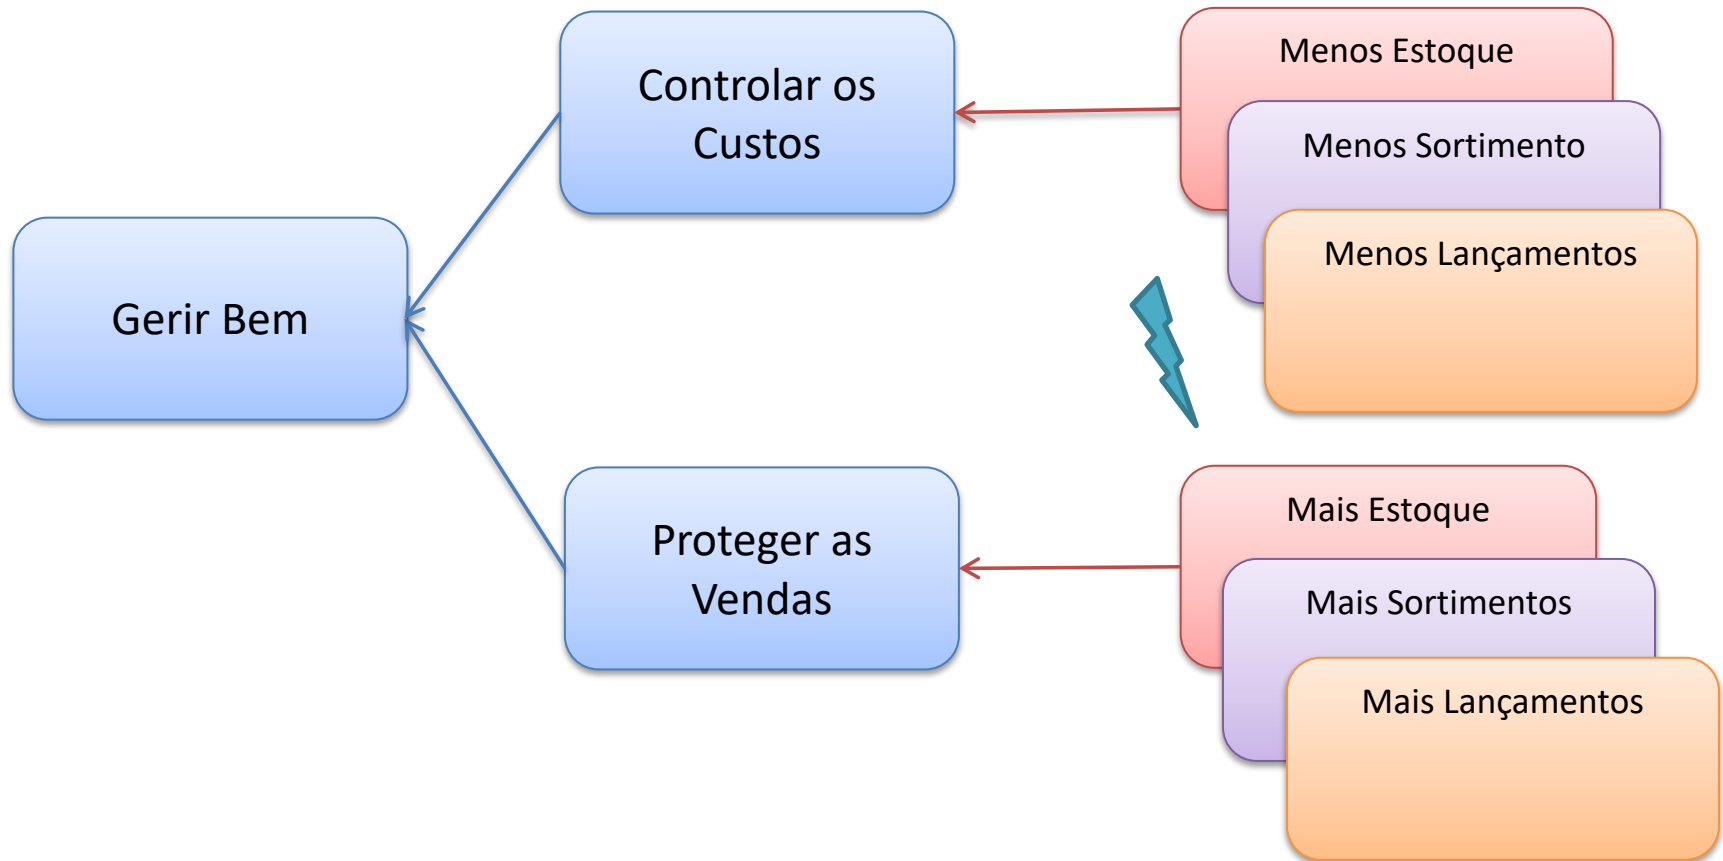 Gerir Bem
Controlar os
Custos
Menos Estoque
Menos Sortimento
Menos Lançamentos
Proteger as
Vendas
Mais Estoque
Mais Sortimentos
Mais Lançamentos